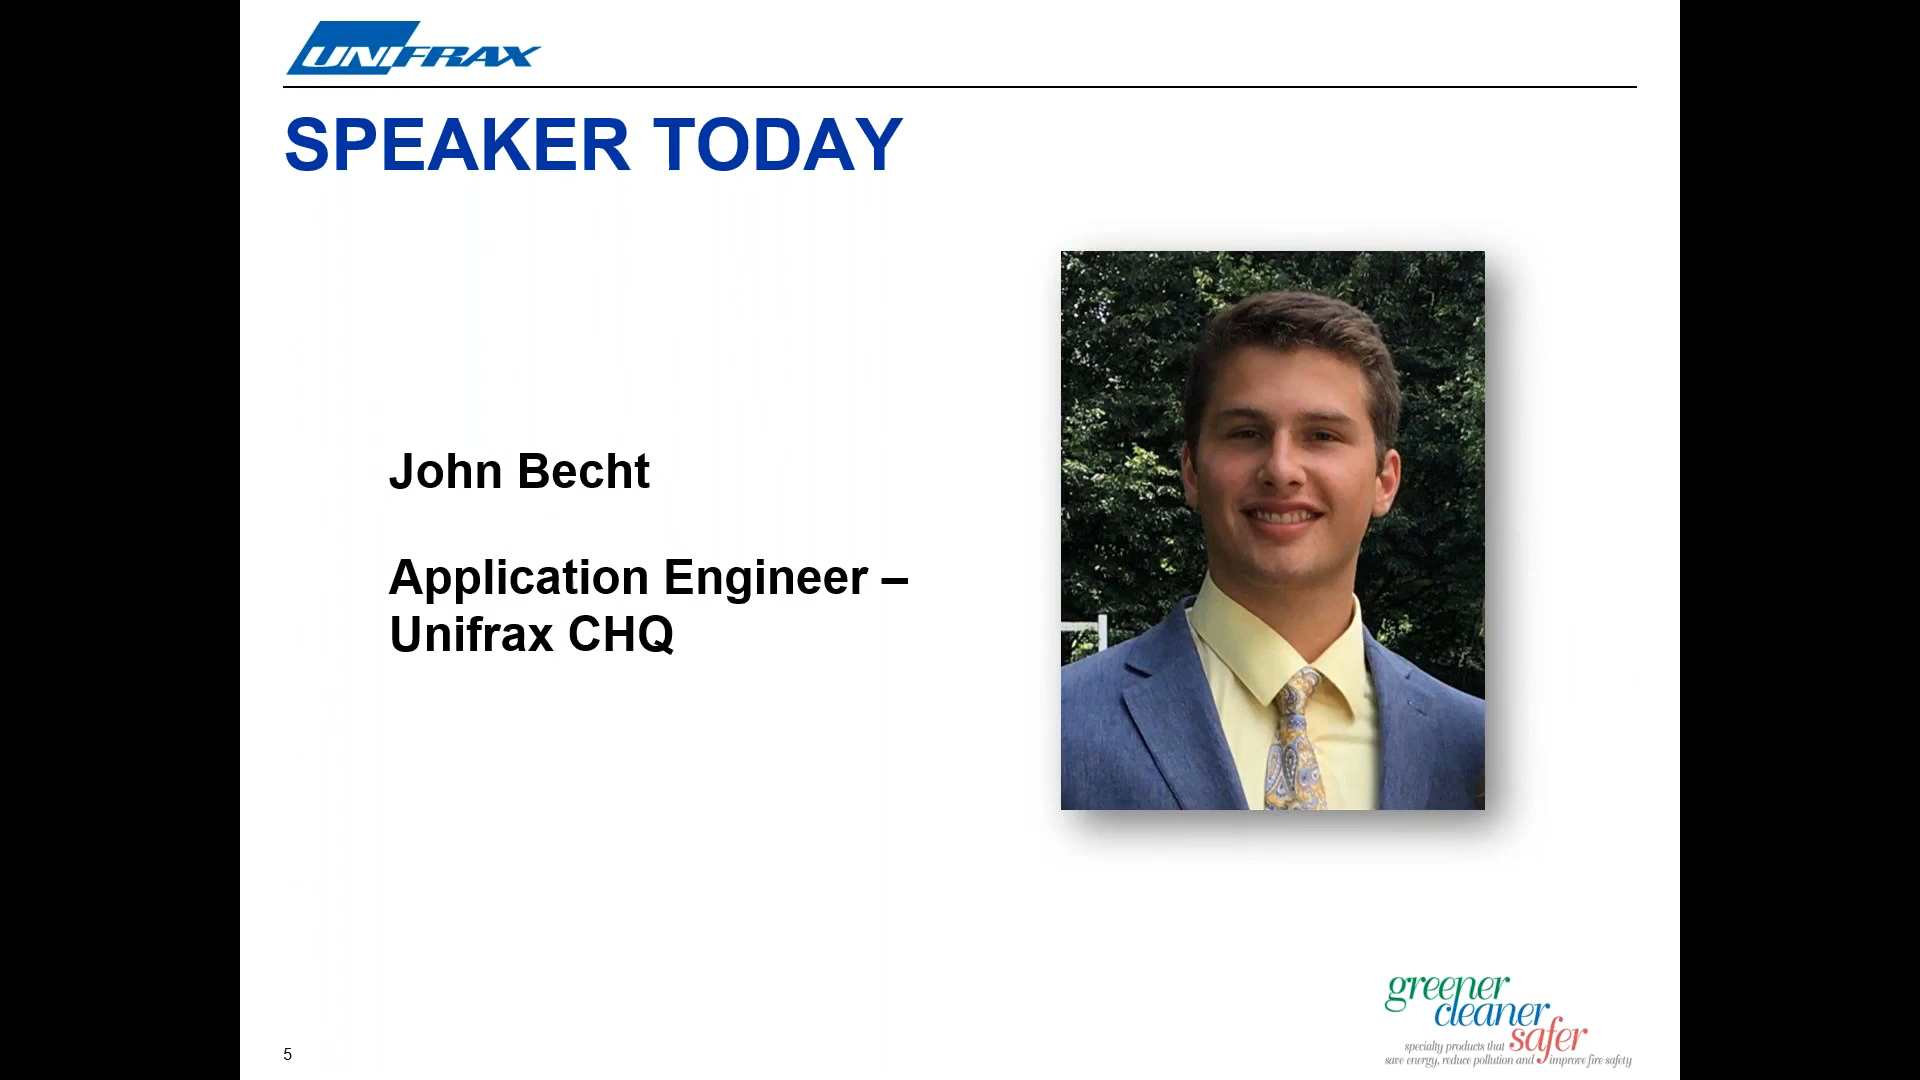 UNIFRAX
SPEAKER TODAY
John Becht
Application Engineer –
Unifrax CHQ
greener
cleaner
safer
specialty products that
save energy, reduce pollution and improve fire safety
5